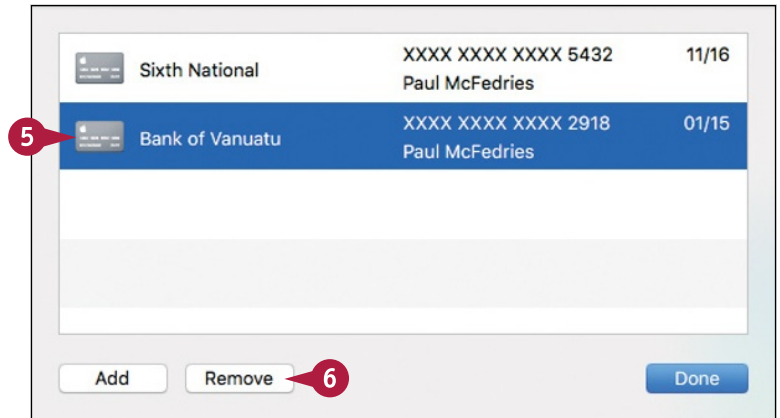 Sixth National XXXX XXXX XXXX 5432 11/16
Paul McFedries
5 Bank of Vanuatu XXXX XXXX XXXX 2918 01/15
Paul McFedries
Add Remove 6 Done